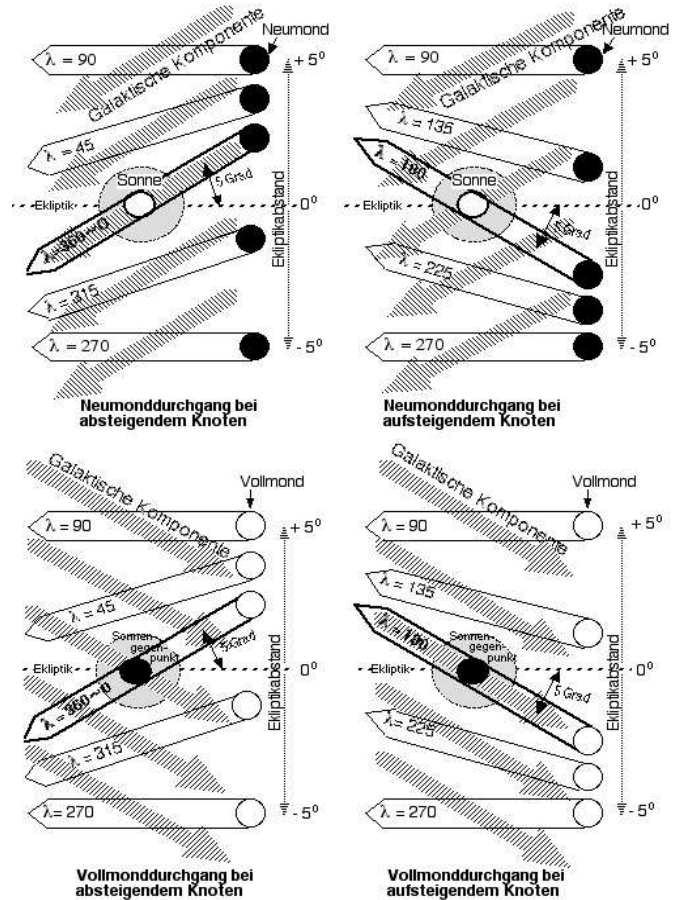 Neumond
λ = 90
+ 5°
Galaktische Komponente
λ = 45
Sonne
5 Grad
Ekliptik
0°
λ=360~0
Ekliptikabstand
λ = 315
λ = 270
- 5°
Neumonddurchgang bei
absteigendem Knoten
Neumond
λ = 90
+ 5°
Galaktische Komponente
λ = 135
λ = 180
Sonne
Ekliptik
0°
5 Grad
Ekliptikabstand
λ = 225
λ = 270
- 5°
Neumonddurchgang bei
aufsteigendem Knoten
Vollmond
Galaktische Komponente
λ = 90
+ 5°
λ = 45
Sonnen-
gegen-
punkt
5 Grad
Ekliptik
0°
λ = 360~0
Ekliptikabstand
λ = 315
λ= 270
- 5°
Vollmonddurchgang bei
absteigendem Knoten
Vollmond
Galaktische Komponente
λ = 90
+ 5°
λ = 135
λ = 180
Sonnen-
gegen-
punkt
Ekliptik
0°
5 Grad
Ekliptikabstand
λ = 225
λ = 270
- 5°
Vollmonddurchgang bei
aufsteigendem Knoten